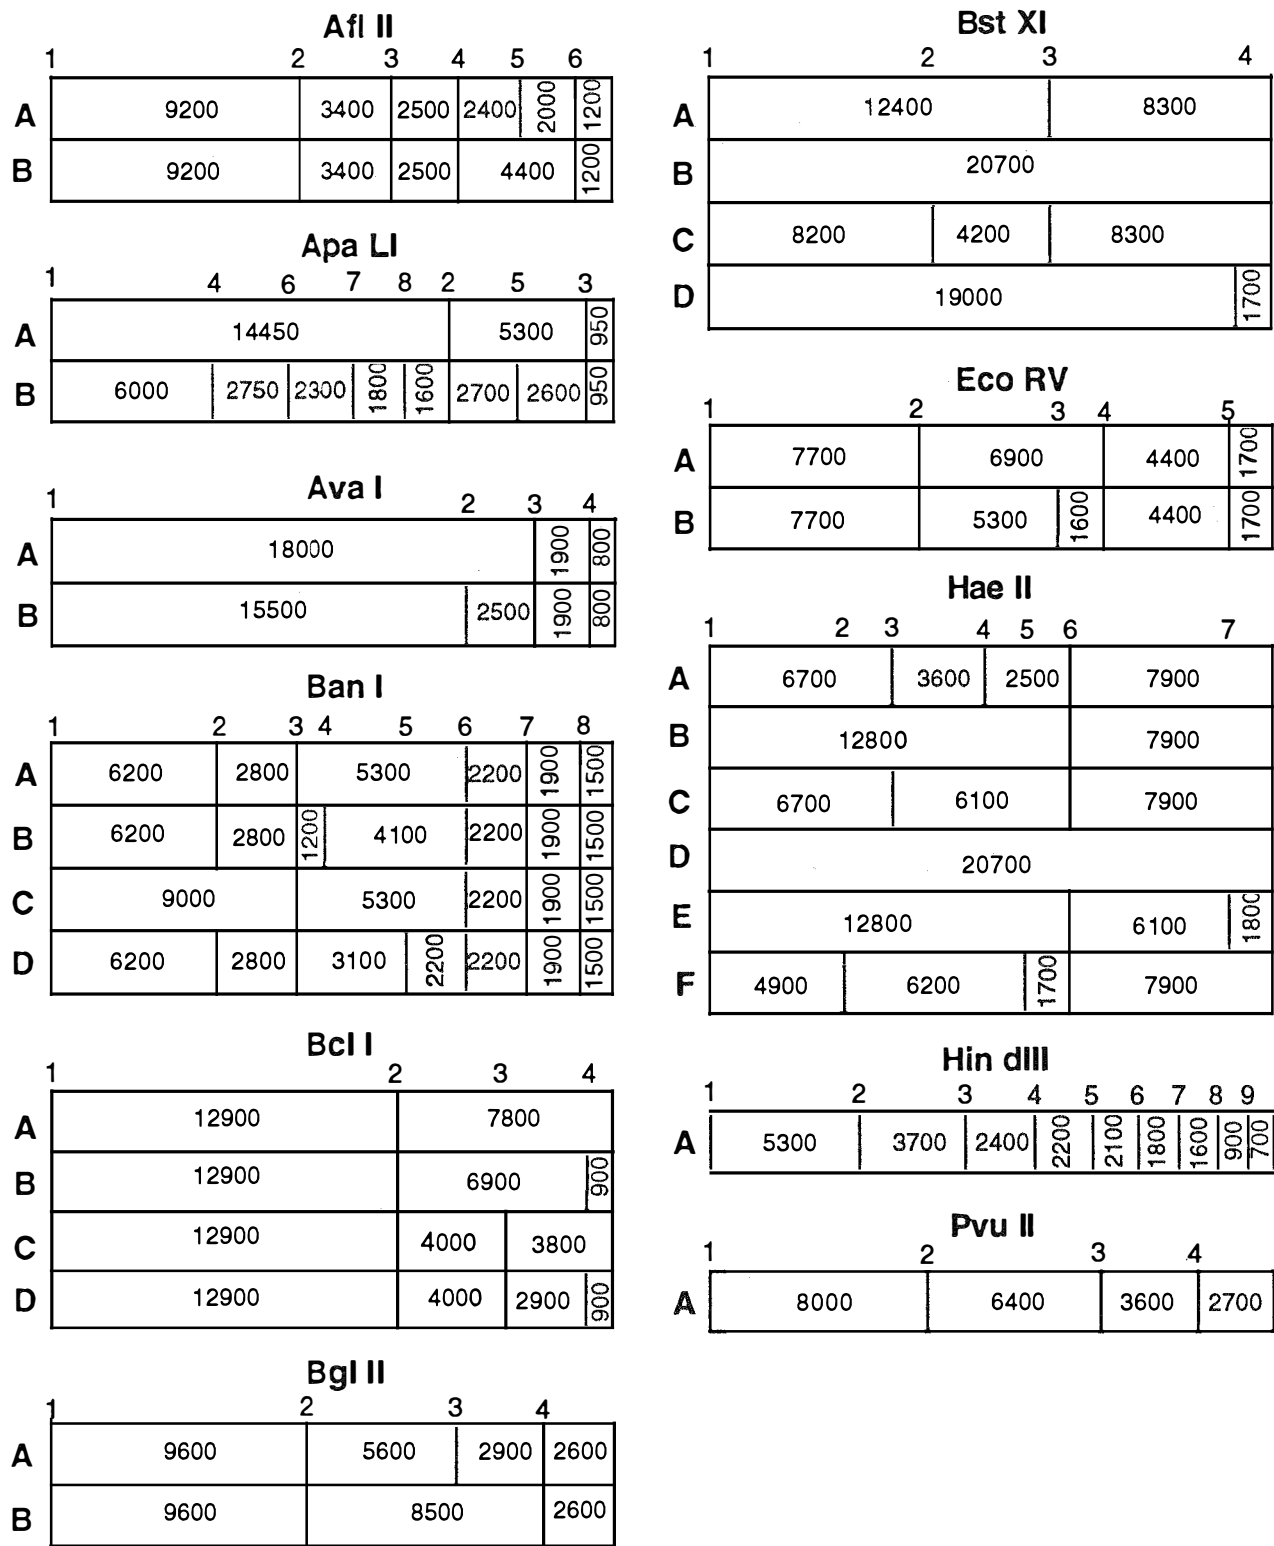 Afl II
1 2 3 4 5 6
A 9200 3400 2500 2400 2000 1200
B 9200 3400 2500 4400 1200
Apa LI
1 4 6 7 8 2 5 3
A 14450 5300 950
B 6000 2750 2300 1800 1600 2700 2600 950
Ava I
1 2 3 4
A 18000 1900 800
B 15500 2500 1900 800
Ban I
1 2 3 4 5 6 7 8
A 6200 2800 5300 2200 1900 1500
B 6200 2800 1200 4100 2200 1900 1500
C 9000 5300 2200 1900 1500
D 6200 2800 3100 2200 2200 1900 1500
Bcl I
1 2 3 4
A 12900 7800
B 12900 6900 900
C 12900 4000 3800
D 12900 4000 2900 900
Bgl II
1 2 3 4
A 9600 5600 2900 2600
B 9600 8500 2600
Bst XI
1 2 3 4
A 12400 8300
B 20700
C 8200 4200 8300
D 19000 1700
Eco RV
1 2 3 4 5
A 7700 6900 4400 1700
B 7700 5300 1600 4400 1700
Hae II
1 2 3 4 5 6 7
A 6700 3600 2500 7900
B 12800 7900
C 6700 6100 7900
D 20700
E 12800 6100 1800
F 4900 6200 1700 7900
Hin dIII
1 2 3 4 5 6 7 8 9
A 5300 3700 2400 2200 2100 1800 1600 900 700
Pvu II
1 2 3 4
A 8000 6400 3600 2700